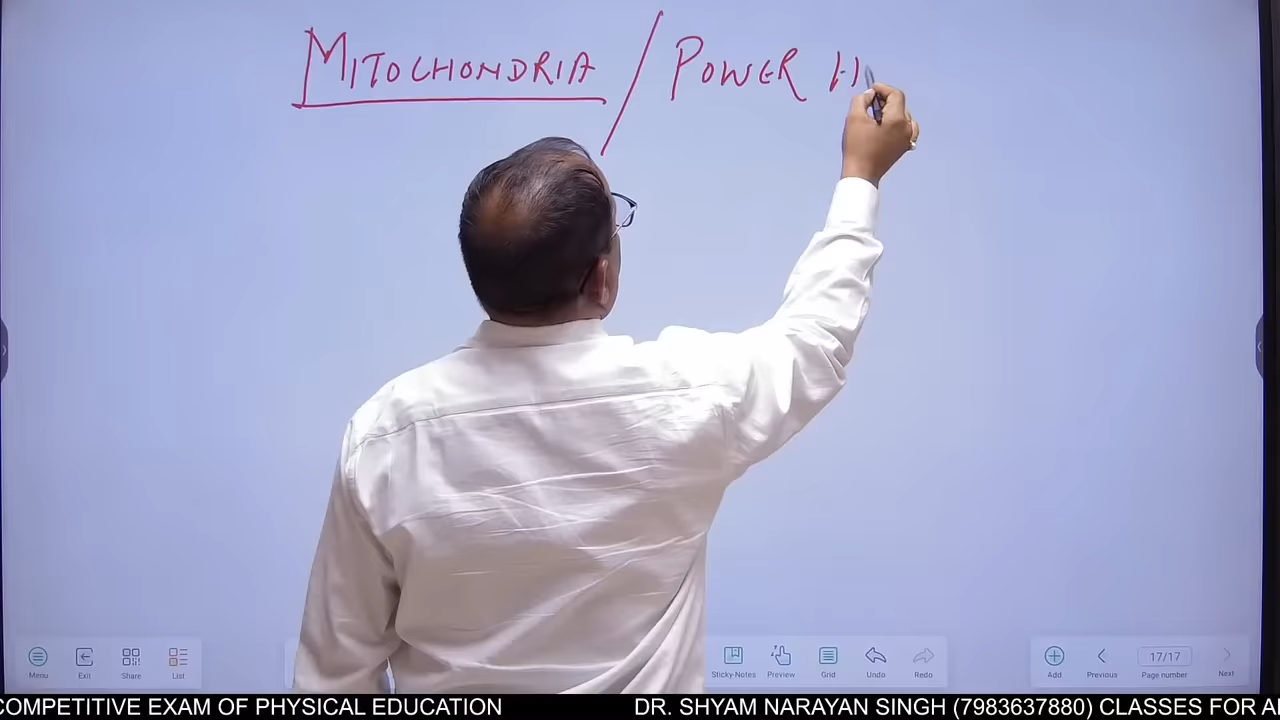 MITOCHONDRIA / POWER H
Menu
Exit
Share
List
Sticky-Notes
Preview
Grid
Undo
Redo
Add
Previous
17/17
Page number
Next
COMPETITIVE EXAM OF PHYSICAL EDUCATION DR. SHYAM NARAYAN SINGH (7983637880) CLASSES FOR A